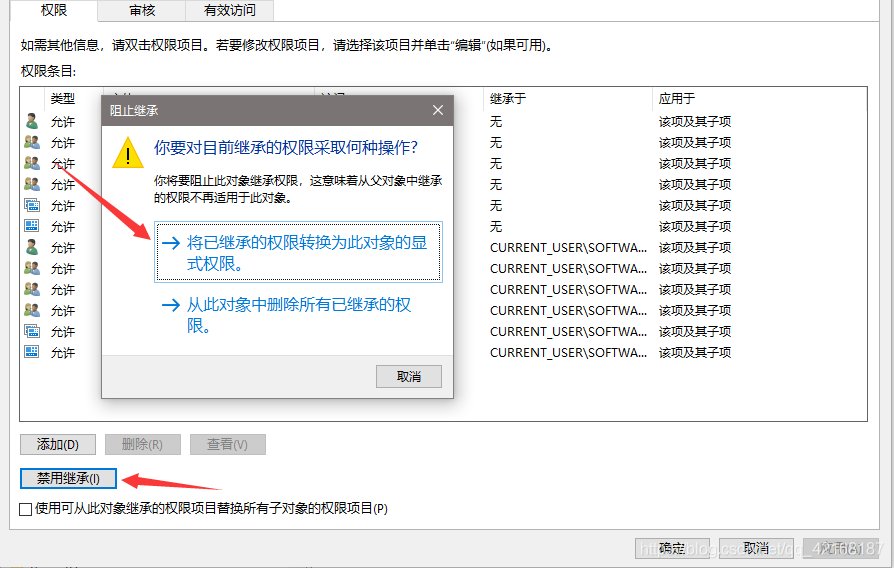 权限 审核 有效访问
如需其他信息，请双击权限项目。若要修改权限项目，请选择该项目并单击“编辑”(如果可用)。
权限条目:
类型 继承于 应用于
阻止继承
你要对目前继承的权限采取何种操作?
你将要阻止此对象继承权限，这意味着从父对象中继承
的权限不再适用于此对象。
将已继承的权限转换为此对象的显
式权限。
从此对象中删除所有已继承的权
限。
取消
允许 无 该项及其子项
允许 无 该项及其子项
允许 无 该项及其子项
允许 无 该项及其子项
允许 无 该项及其子项
允许 无 该项及其子项
允许 CURRENT_USER\SOFTWA... 该项及其子项
允许 CURRENT_USER\SOFTWA... 该项及其子项
允许 CURRENT_USER\SOFTWA... 该项及其子项
允许 CURRENT_USER\SOFTWA... 该项及其子项
允许 CURRENT_USER\SOFTWA... 该项及其子项
允许 CURRENT_USER\SOFTWA... 该项及其子项
添加(D) 删除(R) 查看(V)
禁用继承(I)
使用可从此对象继承的权限项目替换所有子对象的权限项目(P)
确定 取消